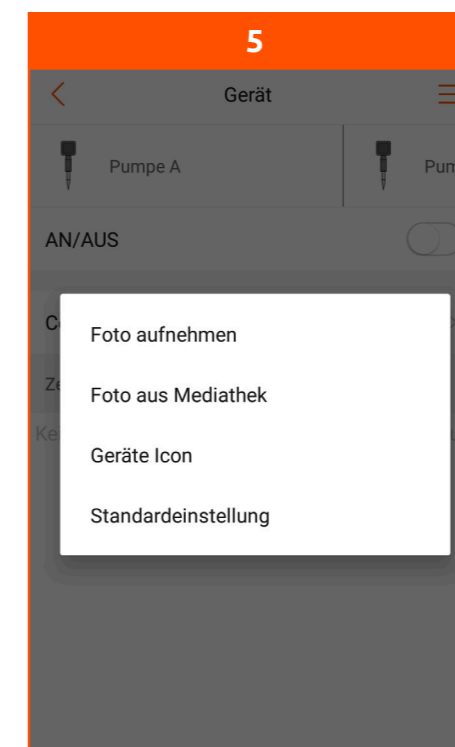 5
Gerät
Pumpe A
AN/AUS
Foto aufnehmen
Foto aus Mediathek
Geräte Icon
Standardeinstellung